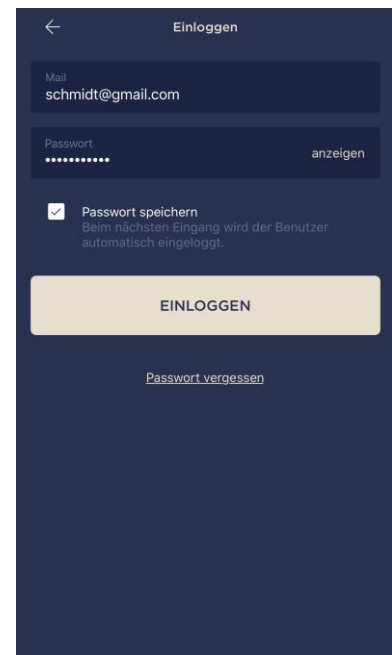 Einloggen
Mail
schmidt@gmail.com
Passwort
•••••••••••
anzeigen
Passwort speichern
Beim nächsten Eingang wird der Benutzer
automatisch eingeloggt.
EINLOGGEN
Passwort vergessen